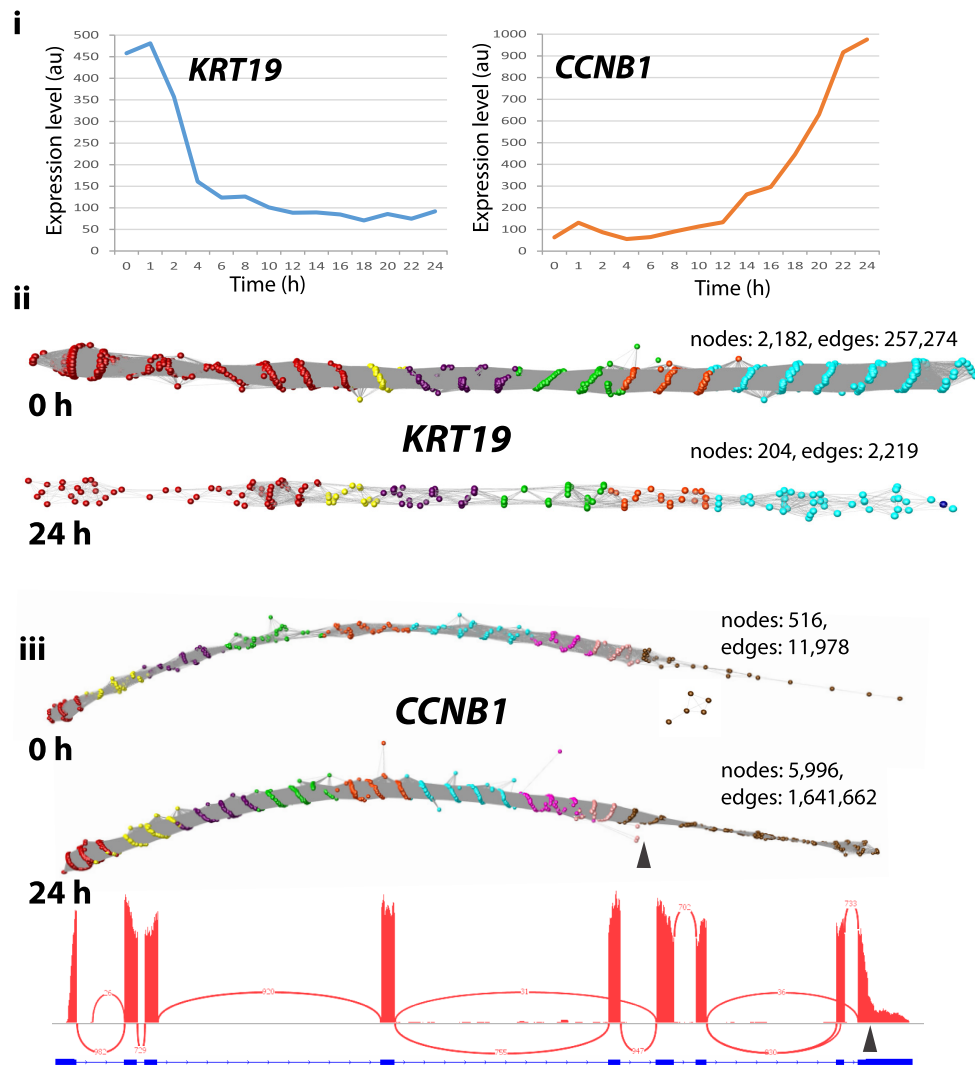 i
KRT19
Expression level (au)
500
450
400
350
300
250
200
150
100
50
0
0 1 2 4 6 8 10 12 14 16 18 20 22 24
Time (h)
CCNB1
Expression level (au)
1000
900
800
700
600
500
400
300
200
100
0
0 1 2 4 6 8 10 12 14 16 18 20 22 24
Time (h)
ii
nodes: 2,182, edges: 257,274
0 h
KRT19
nodes: 204, edges: 2,219
24 h
iii
nodes: 516,
edges: 11,978
CCNB1
0 h
nodes: 5,996,
edges: 1,641,662
24 h
702
733
26
920
31
36
729
947